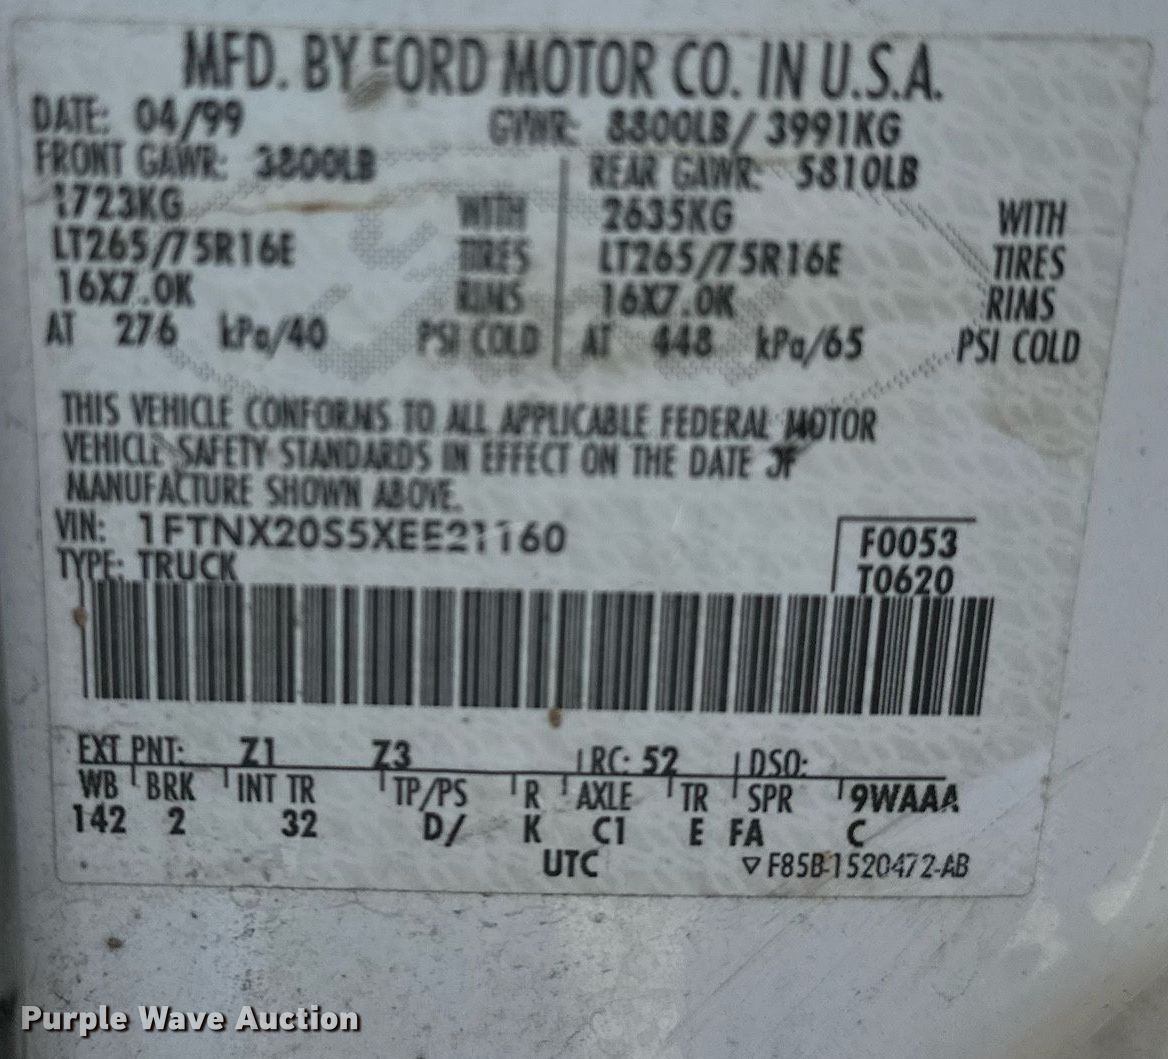 MFD. BY FORD MOTOR CO. IN U.S.A.
DATE: 04/99 GVWR: 8800LB/ 3991KG
FRONT GAWR: 3800LB REAR GAWR: 5810LB
1723KG WITH 2635KG WITH
LT265/75R16E TIRES LT265/75R16E TIRES
16X7.0K RIMS 16X7.0K RIMS
AT 276 kPa/40 PSI COLD AT 448 kPa/65 PSI COLD
THIS VEHICLE CONFORMS TO ALL APPLICABLE FEDERAL MOTOR
VEHICLE SAFETY STANDARDS IN EFFECT ON THE DATE OF
MANUFACTURE SHOWN ABOVE.
VIN: 1FTNX20S5XEE21160 F0053
TYPE: TRUCK T0620
EXT PNT: Z1 Z3 RC: 52 DSO:
WB BRK INT TR TP/PS R AXLE TR SPR 9WAAA
142 2 32 D/ K C1 E FA C
UTC ▽ F85B-1520472-AB
Purple Wave Auction